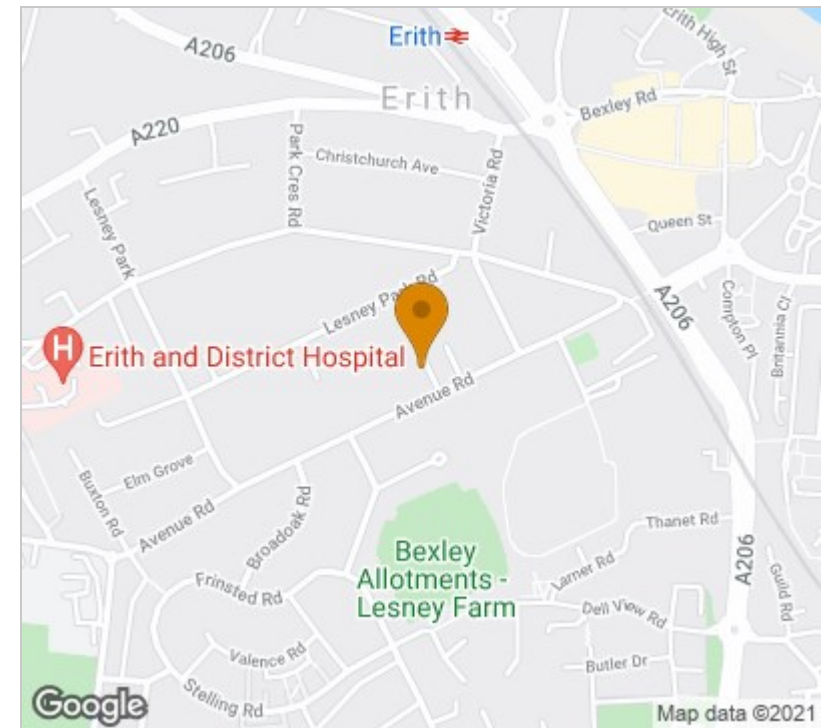 A206
Erith
Erith High St
Erith
Bexley Rd
A220
Park Cres Rd
Christchurch Ave
Victoria Rd
Lesney Park
Queen St
Lesney Park Rd
A206
Compton Pl
Britannia Cl
H
Erith and District Hospital
Avenue Rd
Elm Grove
Buxton Rd
Avenue Rd
Broadoak Rd
Thanet Rd
Bexley
Allotments -
Lesney Farm
Larner Rd
A206
Guild Rd
Frinsted Rd
Dell View Rd
Valence Rd
Butler Dr
Stelling Rd
Google
Map data ©2021